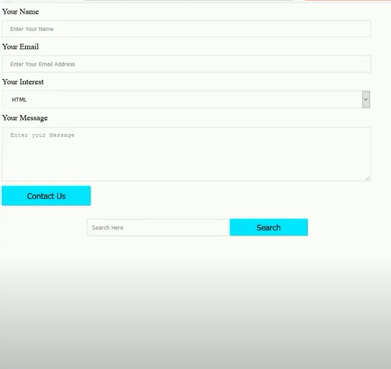 Your Name
Enter Your Name
Your Email
Enter Your Email Address
Your Interest
HTML
Your Message
Enter your Message
Contact Us
Search Here
Search